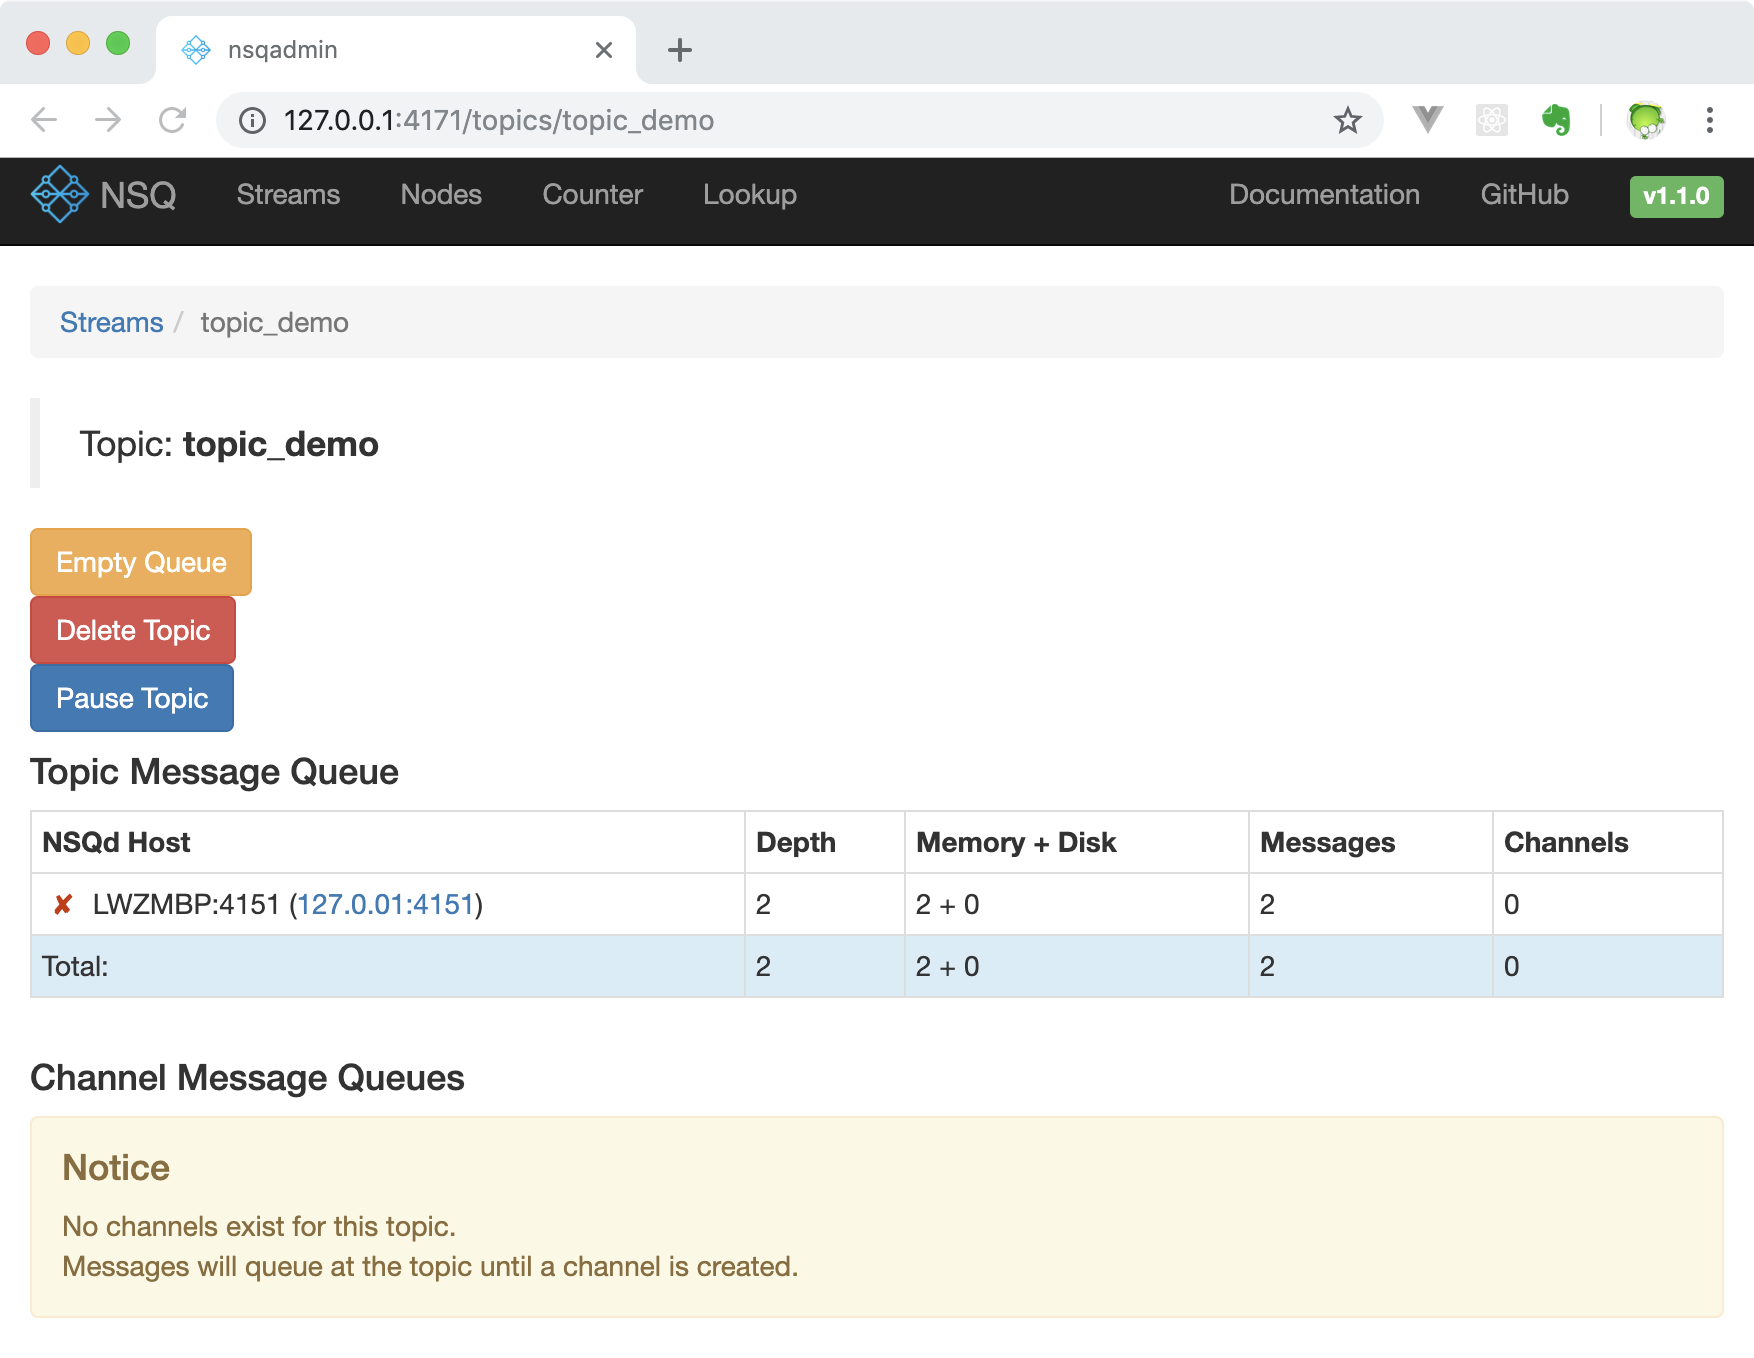 nsqadmin
127.0.0.1:4171/topics/topic_demo
NSQ Streams Nodes Counter Lookup Documentation GitHub v1.1.0
Streams / topic_demo
Topic: topic_demo
Empty Queue
Delete Topic
Pause Topic
Topic Message Queue
NSQd Host Depth Memory + Disk Messages Channels
✘ LWZMBP:4151 (127.0.01:4151) 2 2 + 0 2 0
Total: 2 2 + 0 2 0
Channel Message Queues
Notice
No channels exist for this topic.
Messages will queue at the topic until a channel is created.